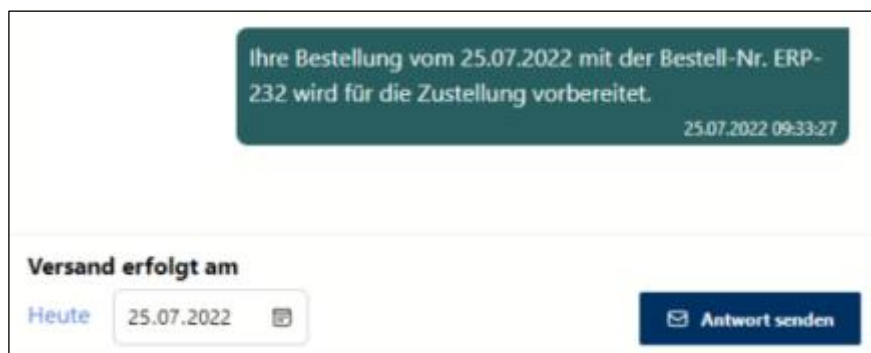 Ihre Bestellung vom 25.07.2022 mit der Bestell-Nr. ERP-
232 wird für die Zustellung vorbereitet.
25.07.2022 09:33:27
Versand erfolgt am
Heute 25.07.2022
Antwort senden